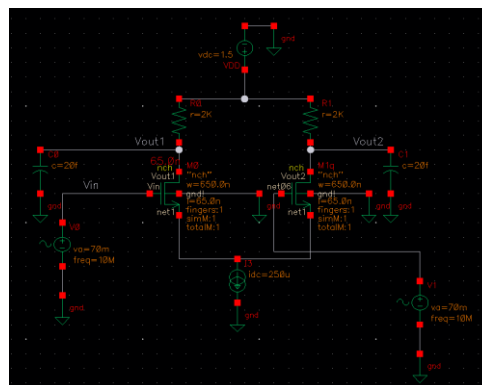 gnd
vdc=1.5
VDD
R0
r=2K
R1
r=2K
Vout1
Vout2
C0
c=20f
65.0n
M0
nch
Vout1
"nch"
w=650.0n
Vin
gnd!
l=65.0n
fingers:1
simM:1
totalM:1
net1
M1a
nch
Vout2
"nch"
w=650.0n
net06
gnd!
l=65.0n
fingers:1
simM:1
totalM:1
net1
C1
c=20f
Vin
gnd
gnd
gnd
gnd
V0
va=70m
freq=10M
gnd
idc=250u
gnd
va=70m
freq=10M
gnd